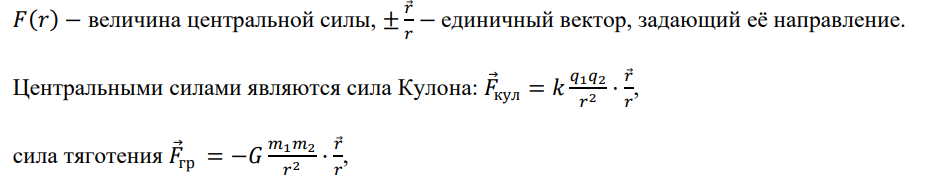 F(r) − величина центральной силы, ± r⃗/r − единичный вектор, задающий её направление.
Центральными силами являются сила Кулона: F⃗кул = k q₁q₂/r² · r⃗/r,
сила тяготения F⃗гр = −G m₁m₂/r² · r⃗/r,